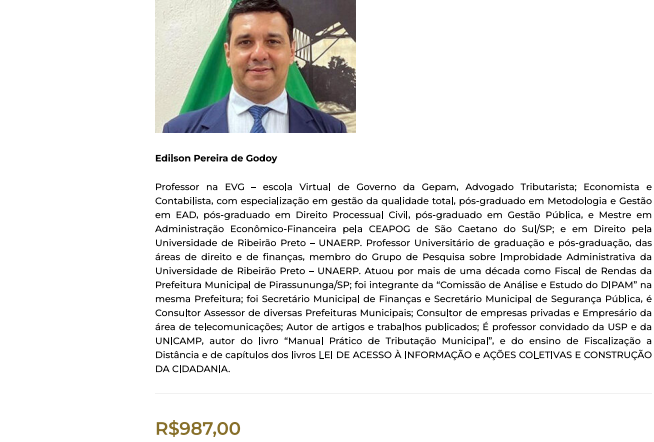 Edilson Pereira de Godoy
Professor na EVG – escola Virtual de Governo da Gepam, Advogado Tributarista; Economista e
Contabilista, com especialização em gestão da qualidade total, pós-graduado em Metodologia e Gestão
em EAD, pós-graduado em Direito Processual Civil, pós-graduado em Gestão Pública, e Mestre em
Administração Econômico-Financeira pela CEAPOG de São Caetano do Sul/SP; e em Direito pela
Universidade de Ribeirão Preto – UNAERP. Professor Universitário de graduação e pós-graduação, das
áreas de direito e de finanças, membro do Grupo de Pesquisa sobre Improbidade Administrativa da
Universidade de Ribeirão Preto – UNAERP. Atuou por mais de uma década como Fiscal de Rendas da
Prefeitura Municipal de Pirassununga/SP; foi integrante da “Comissão de Análise e Estudo do DIPAM” na
mesma Prefeitura; foi Secretário Municipal de Finanças e Secretário Municipal de Segurança Pública, é
Consultor Assessor de diversas Prefeituras Municipais; Consultor de empresas privadas e Empresário da
área de telecomunicações; Autor de artigos e trabalhos publicados; É professor convidado da USP e da
UNICAMP, autor do livro “Manual Prático de Tributação Municipal”, e do ensino de Fiscalização a
Distância e de capítulos dos livros LEI DE ACESSO À INFORMAÇÃO e AÇÕES COLETIVAS E CONSTRUÇÃO
DA CIDADANIA.
R$987,00